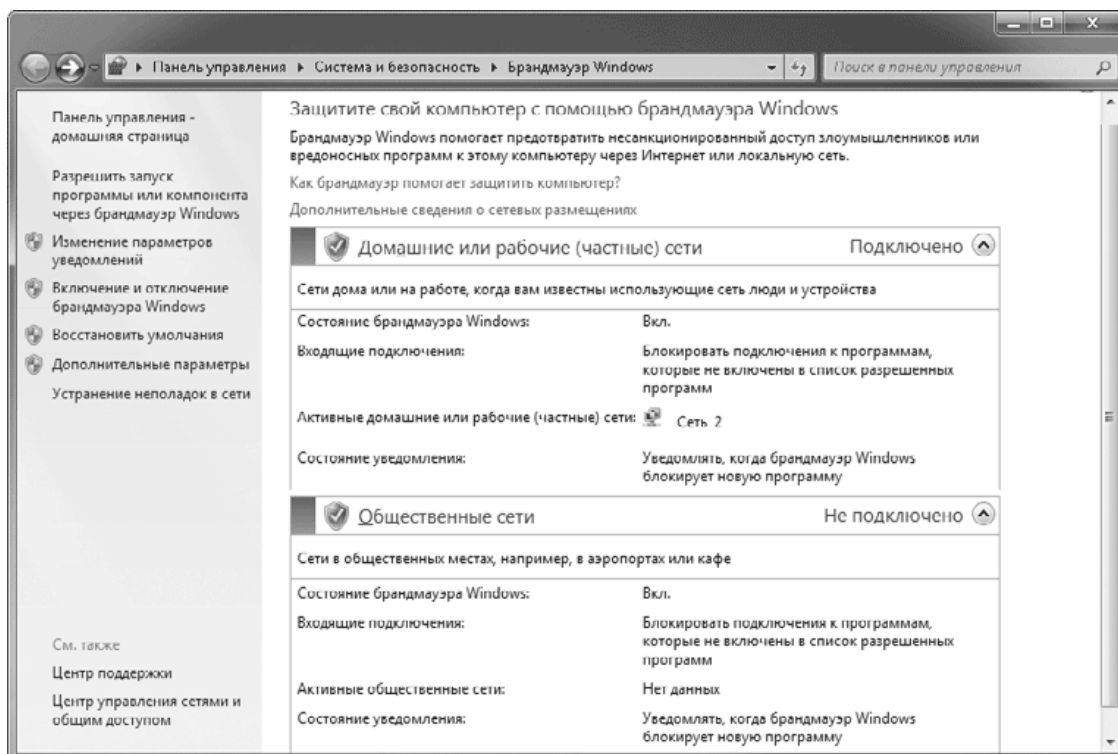 Панель управления ▸ Система и безопасность ▸ Брандмауэр Windows
Поиск в панели управления
Панель управления -
домашняя страница
Разрешить запуск
программы или компонента
через брандмауэр Windows
Изменение параметров
уведомлений
Включение и отключение
брандмауэра Windows
Восстановить умолчания
Дополнительные параметры
Устранение неполадок в сети
См. также
Центр поддержки
Центр управления сетями и
общим доступом
Защитите свой компьютер с помощью брандмауэра Windows
Брандмауэр Windows помогает предотвратить несанкционированный доступ злоумышленников или
вредоносных программ к этому компьютеру через Интернет или локальную сеть.
Как брандмауэр помогает защитить компьютер?
Дополнительные сведения о сетевых размещениях
Домашние или рабочие (частные) сети Подключено
Сети дома или на работе, когда вам известны использующие сеть люди и устройства
Состояние брандмауэра Windows: Вкл.
Входящие подключения: Блокировать подключения к программам,
которые не включены в список разрешенных
программ
Активные домашние или рабочие (частные) сети: Сеть 2
Состояние уведомления: Уведомлять, когда брандмауэр Windows
блокирует новую программу
Общественные сети Не подключено
Сети в общественных местах, например, в аэропортах или кафе
Состояние брандмауэра Windows: Вкл.
Входящие подключения: Блокировать подключения к программам,
которые не включены в список разрешенных
программ
Активные общественные сети: Нет данных
Состояние уведомления: Уведомлять, когда брандмауэр Windows
блокирует новую программу